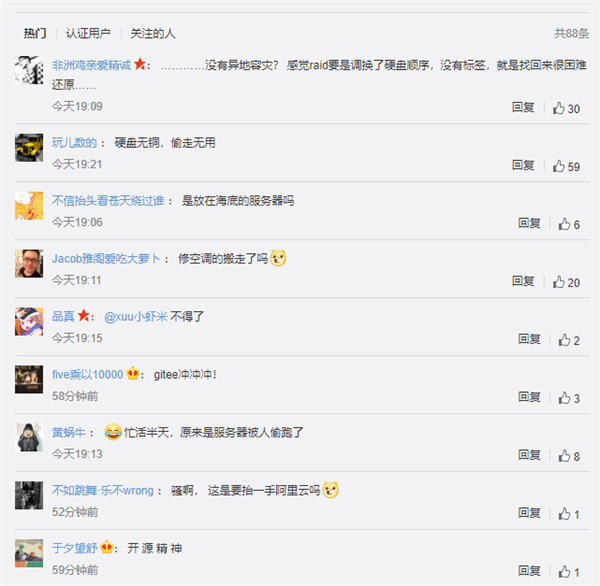 热门 认证用户 关注的人 共88条
非洲鸡亲爱精诚： …………没有异地容灾？ 感觉raid要是调换了硬盘顺序，没有标签，就是找回来很困难
还原……
今天19:09 回复 30
玩儿数的： 硬盘无铜，偷走无用
今天19:21 回复 59
不信抬头看苍天绕过谁： 是放在海底的服务器吗
今天19:06 回复 6
Jacob雅阁爱吃大萝卜： 修空调的搬走了吗
今天19:11 回复 20
品真： @xuu小虾米 不得了
今天19:15 回复 2
five乘以10000： gitee冲冲冲！
58分钟前 回复 3
黄蜗牛： 😂忙活半天，原来是服务器被人偷跑了
今天19:13 回复 8
不如跳舞·乐不wrong： 骚啊， 这是要抬一手阿里云吗
52分钟前 回复 1
于夕望舒： 开 源 精 神
59分钟前 回复 1